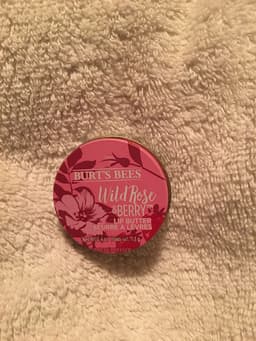 BURT'S BEES
Wild Rose
& BERRY
LIP BUTTER
BEURRE À LÈVRES